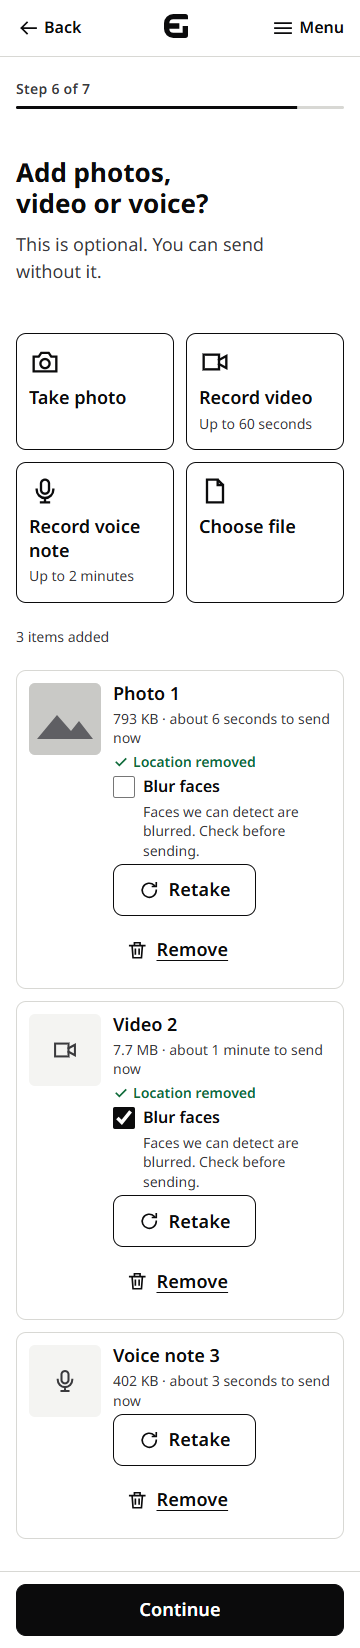 Back
Menu
Step 6 of 7
Add photos,
video or voice?
This is optional. You can send
without it.
Take photo
Record video
Up to 60 seconds
Record voice
note
Up to 2 minutes
Choose file
3 items added
Photo 1
793 KB · about 6 seconds to send
now
Location removed
Blur faces
Faces we can detect are
blurred. Check before
sending.
Retake
Remove
Video 2
7.7 MB · about 1 minute to send
now
Location removed
Blur faces
Faces we can detect are
blurred. Check before
sending.
Retake
Remove
Voice note 3
402 KB · about 3 seconds to send
now
Retake
Remove
Continue